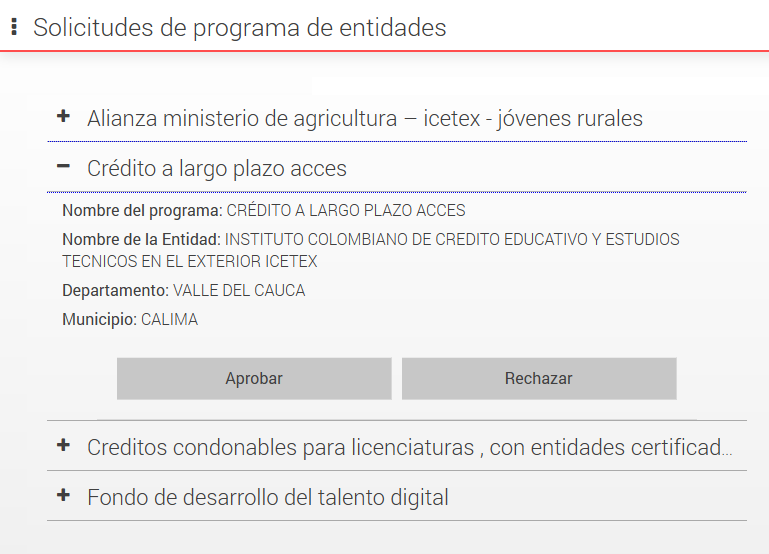 Solicitudes de programa de entidades
Alianza ministerio de agricultura – icetex - jóvenes rurales
Crédito a largo plazo acces
Nombre del programa: CRÉDITO A LARGO PLAZO ACCES
Nombre de la Entidad: INSTITUTO COLOMBIANO DE CREDITO EDUCATIVO Y ESTUDIOS
TECNICOS EN EL EXTERIOR ICETEX
Departamento: VALLE DEL CAUCA
Municipio: CALIMA
Aprobar
Rechazar
Creditos condonables para licenciaturas , con entidades certificad...
Fondo de desarrollo del talento digital